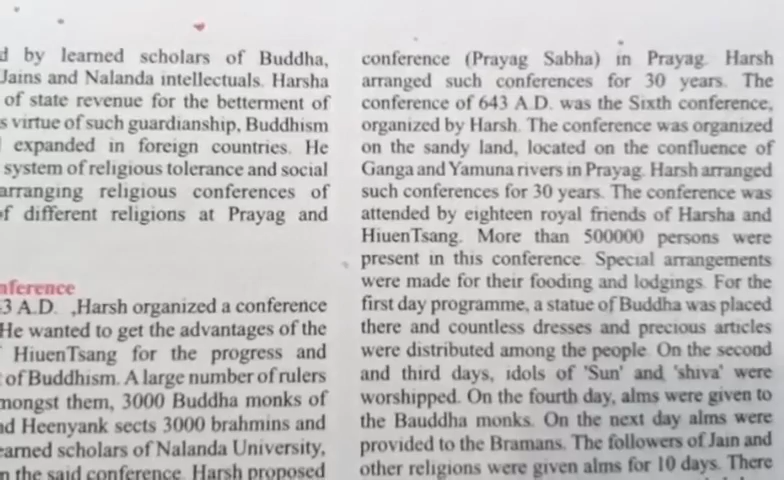 by learned scholars of Buddha,
Jains and Nalanda intellectuals. Harsha
of state revenue for the betterment of
virtue of such guardianship, Buddhism
expanded in foreign countries. He
system of religious tolerance and social
arranging religious conferences of
of different religions at Prayag and
3 A.D. ,Harsh organized a conference
He wanted to get the advantages of the
HiuenTsang for the progress and
of Buddhism. A large number of rulers
3000 Buddha monks of
Heenyank sects 3000 brahmins and
scholars of Nalanda University,
the said conference. Harsh proposed
conference (Prayag Sabha) in Prayag. Harsh
arranged such conferences for 30 years. The
conference of 643 A.D. was the Sixth conference,
organized by Harsh. The conference was organized
on the sandy land, located on the confluence of
Ganga and Yamuna rivers in Prayag. Harsh arranged
such conferences for 30 years. The conference was
attended by eighteen royal friends of Harsha and
HiuenTsang. More than 500000 persons were
present in this conference. Special arrangements
were made for their fooding and lodgings. For the
first day programme, a statue of Buddha was placed
there and countless dresses and precious articles
were distributed among the people. On the second
and third days, idols of 'Sun' and 'shiva' were
worshipped. On the fourth day, alms were given to
the Bauddha monks. On the next day alms were
provided to the Bramans. The followers of Jain and
other religions were given alms for 10 days. There